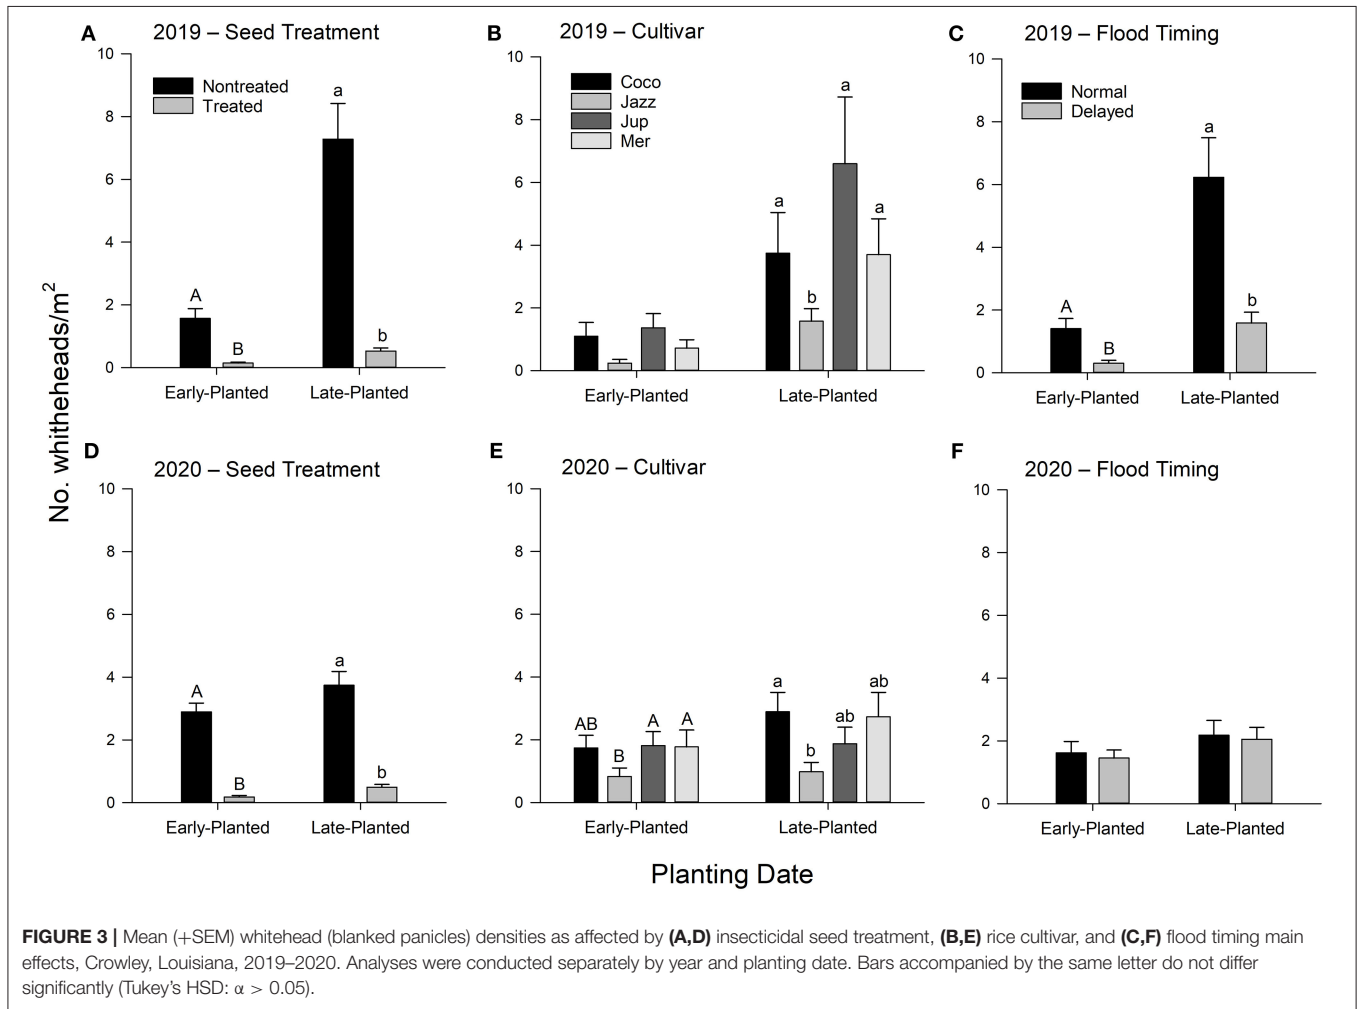 A
2019 – Seed Treatment
10
8
6
4
2
0
Nontreated
Treated
A
B
a
b
Early-Planted
Late-Planted
B
2019 – Cultivar
10
8
6
4
2
0
Coco
Jazz
Jup
Mer
a
b
a
a
Early-Planted
Late-Planted
C
2019 – Flood Timing
10
8
6
4
2
0
Normal
Delayed
A
B
a
b
Early-Planted
Late-Planted
No. whiteheads/m²
D
2020 – Seed Treatment
10
8
6
4
2
0
A
B
a
b
Early-Planted
Late-Planted
E
2020 – Cultivar
10
8
6
4
2
0
AB
B
A
A
a
b
ab
ab
Early-Planted
Late-Planted
F
2020 – Flood Timing
10
8
6
4
2
0
Early-Planted
Late-Planted
Planting Date
FIGURE 3 | Mean (+SEM) whitehead (blanked panicles) densities as affected by (A,D) insecticidal seed treatment, (B,E) rice cultivar, and (C,F) flood timing main
effects, Crowley, Louisiana, 2019–2020. Analyses were conducted separately by year and planting date. Bars accompanied by the same letter do not differ
significantly (Tukey's HSD: α > 0.05).